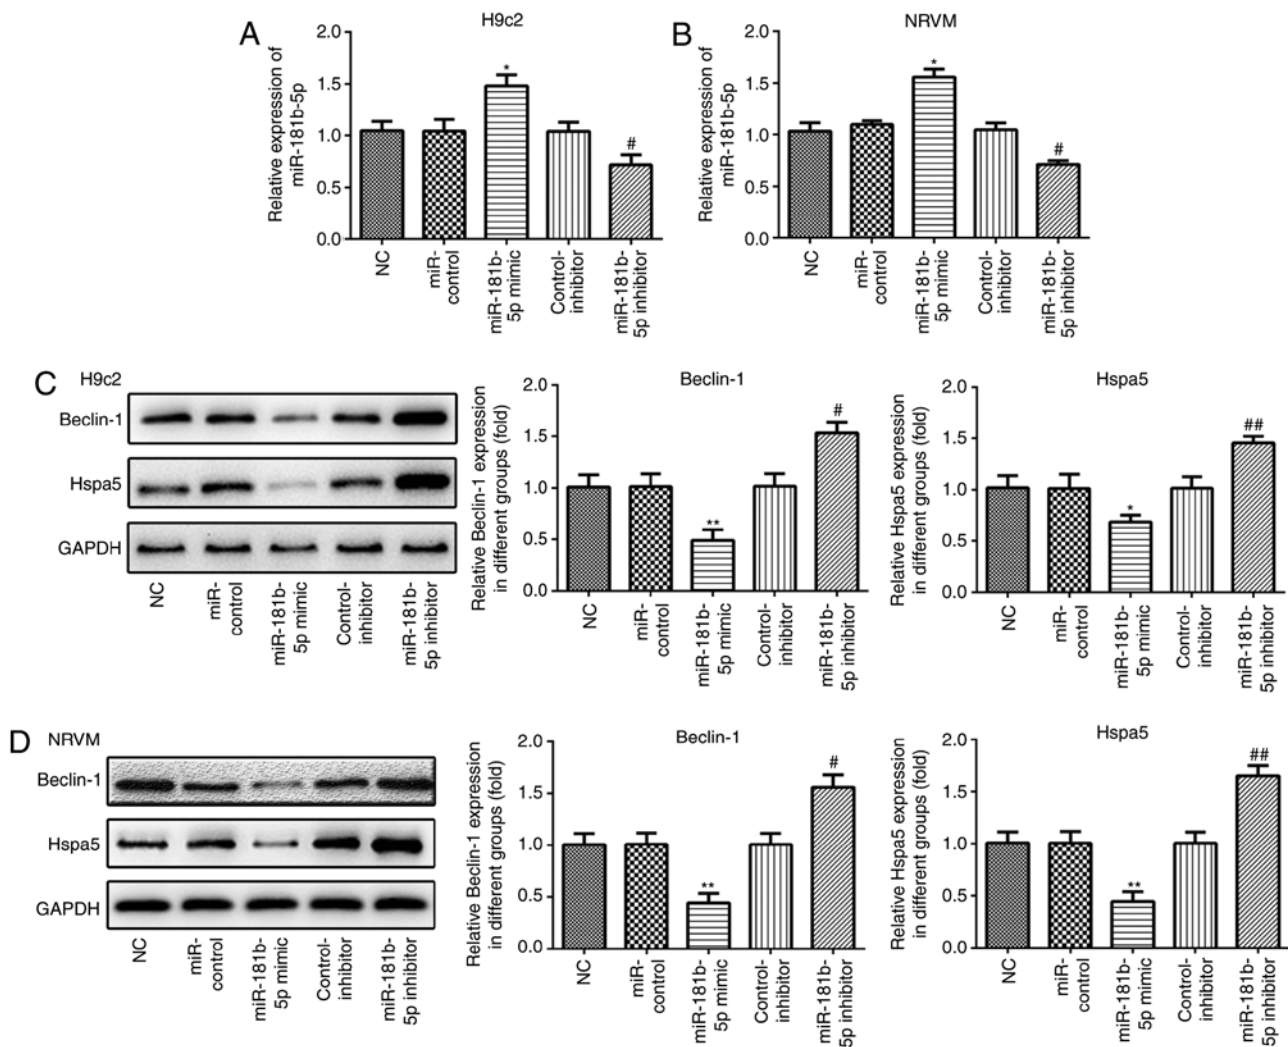 A
H9c2
Relative expression of
miR-181b-5p
2.0
1.5
1.0
0.5
0.0
*
#
NC
miR-
control
miR-181b-
5p mimic
Control-
inhibitor
miR-181b-
5p inhibitor
B
NRVM
Relative expression of
miR-181b-5p
2.0
1.5
1.0
0.5
0.0
*
#
NC
miR-
control
miR-181b-
5p mimic
Control-
inhibitor
miR-181b-
5p inhibitor
C
H9c2
Beclin-1
Hspa5
GAPDH
NC
miR-
control
miR-181b-
5p mimic
Control-
inhibitor
miR-181b-
5p inhibitor
Beclin-1
Relative Beclin-1 expression
in different groups (fold)
2.0
1.5
1.0
0.5
0.0
**
#
NC
miR-
control
miR-181b-
5p mimic
Control-
inhibitor
miR-181b-
5p inhibitor
Hspa5
Relative Hspa5 expression
in different groups (fold)
2.0
1.5
1.0
0.5
0.0
*
##
NC
miR-
control
miR-181b-
5p mimic
Control-
inhibitor
miR-181b-
5p inhibitor
D
NRVM
Beclin-1
Hspa5
GAPDH
NC
miR-
control
miR-181b-
5p mimic
Control-
inhibitor
miR-181b-
5p inhibitor
Beclin-1
Relative Beclin-1 expression
in different groups (fold)
2.0
1.5
1.0
0.5
0.0
**
#
NC
miR-
control
miR-181b-
5p mimic
Control-
inhibitor
miR-181b-
5p inhibitor
Hspa5
Relative Hspa5 expression
in different groups (fold)
2.0
1.5
1.0
0.5
0.0
**
##
NC
miR-
control
miR-181b-
5p mimic
Control-
inhibitor
miR-181b-
5p inhibitor